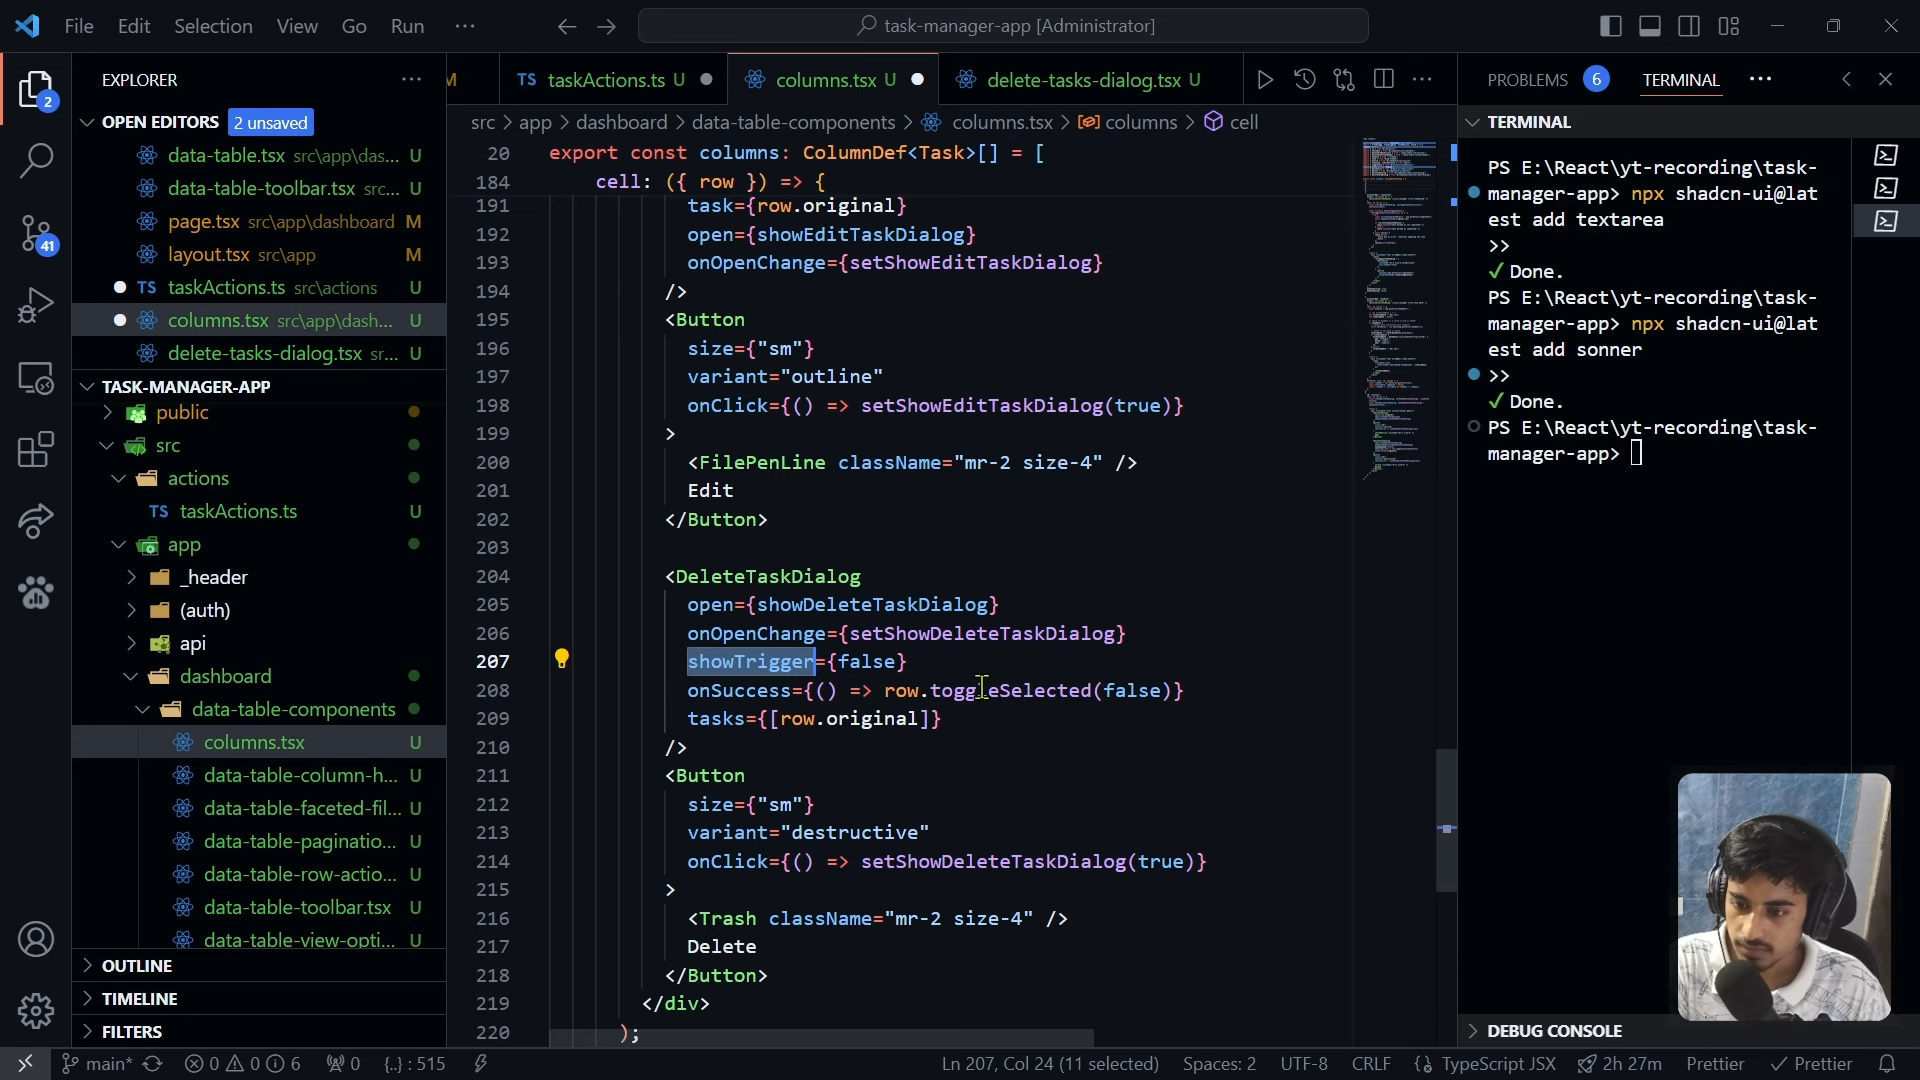 File Edit Selection View Go Run ···
task-manager-app [Administrator]
EXPLORER ···
M
TS taskActions.ts U
columns.tsx U
delete-tasks-dialog.tsx U
PROBLEMS 6 TERMINAL ···
2
OPEN EDITORS 2 unsaved
data-table.tsx src\app\das... U
data-table-toolbar.tsx src... U
page.tsx src\app\dashboard M
layout.tsx src\app M
TS taskActions.ts src\actions U
columns.tsx src\app\dash... U
delete-tasks-dialog.tsx sr... U
41
TASK-MANAGER-APP
public
src
actions
TS taskActions.ts U
app
_header
(auth)
api
dashboard
data-table-components
columns.tsx U
data-table-column-h... U
data-table-faceted-fil... U
data-table-paginatio... U
data-table-row-actio... U
data-table-toolbar.tsx U
data-table-view-opti... U
OUTLINE
TIMELINE
FILTERS
src > app > dashboard > data-table-components > columns.tsx > columns > cell
20 export const columns: ColumnDef<Task>[] = [
184 cell: ({ row }) => {
191 task={row.original}
192 open={showEditTaskDialog}
193 onOpenChange={setShowEditTaskDialog}
194 />
195 <Button
196 size={"sm"}
197 variant="outline"
198 onClick={() => setShowEditTaskDialog(true)}
199 >
200 <FilePenLine className="mr-2 size-4" />
201 Edit
202 </Button>
203
204 <DeleteTaskDialog
205 open={showDeleteTaskDialog}
206 onOpenChange={setShowDeleteTaskDialog}
207 showTrigger={false}
208 onSuccess={() => row.toggleSelected(false)}
209 tasks={[row.original]}
210 />
211 <Button
212 size={"sm"}
213 variant="destructive"
214 onClick={() => setShowDeleteTaskDialog(true)}
215 >
216 <Trash className="mr-2 size-4" />
217 Delete
218 </Button>
219 </div>
220 );
TERMINAL
PS E:\React\yt-recording\task-
manager-app> npx shadcn-ui@lat
est add textarea
>>
✓ Done.
PS E:\React\yt-recording\task-
manager-app> npx shadcn-ui@lat
est add sonner
>>
✓ Done.
PS E:\React\yt-recording\task-
manager-app>
DEBUG CONSOLE
main* 0 0 6 0 {..} : 515 Ln 207, Col 24 (11 selected) Spaces: 2 UTF-8 CRLF TypeScript JSX 2h 27m Prettier ✓ Prettier